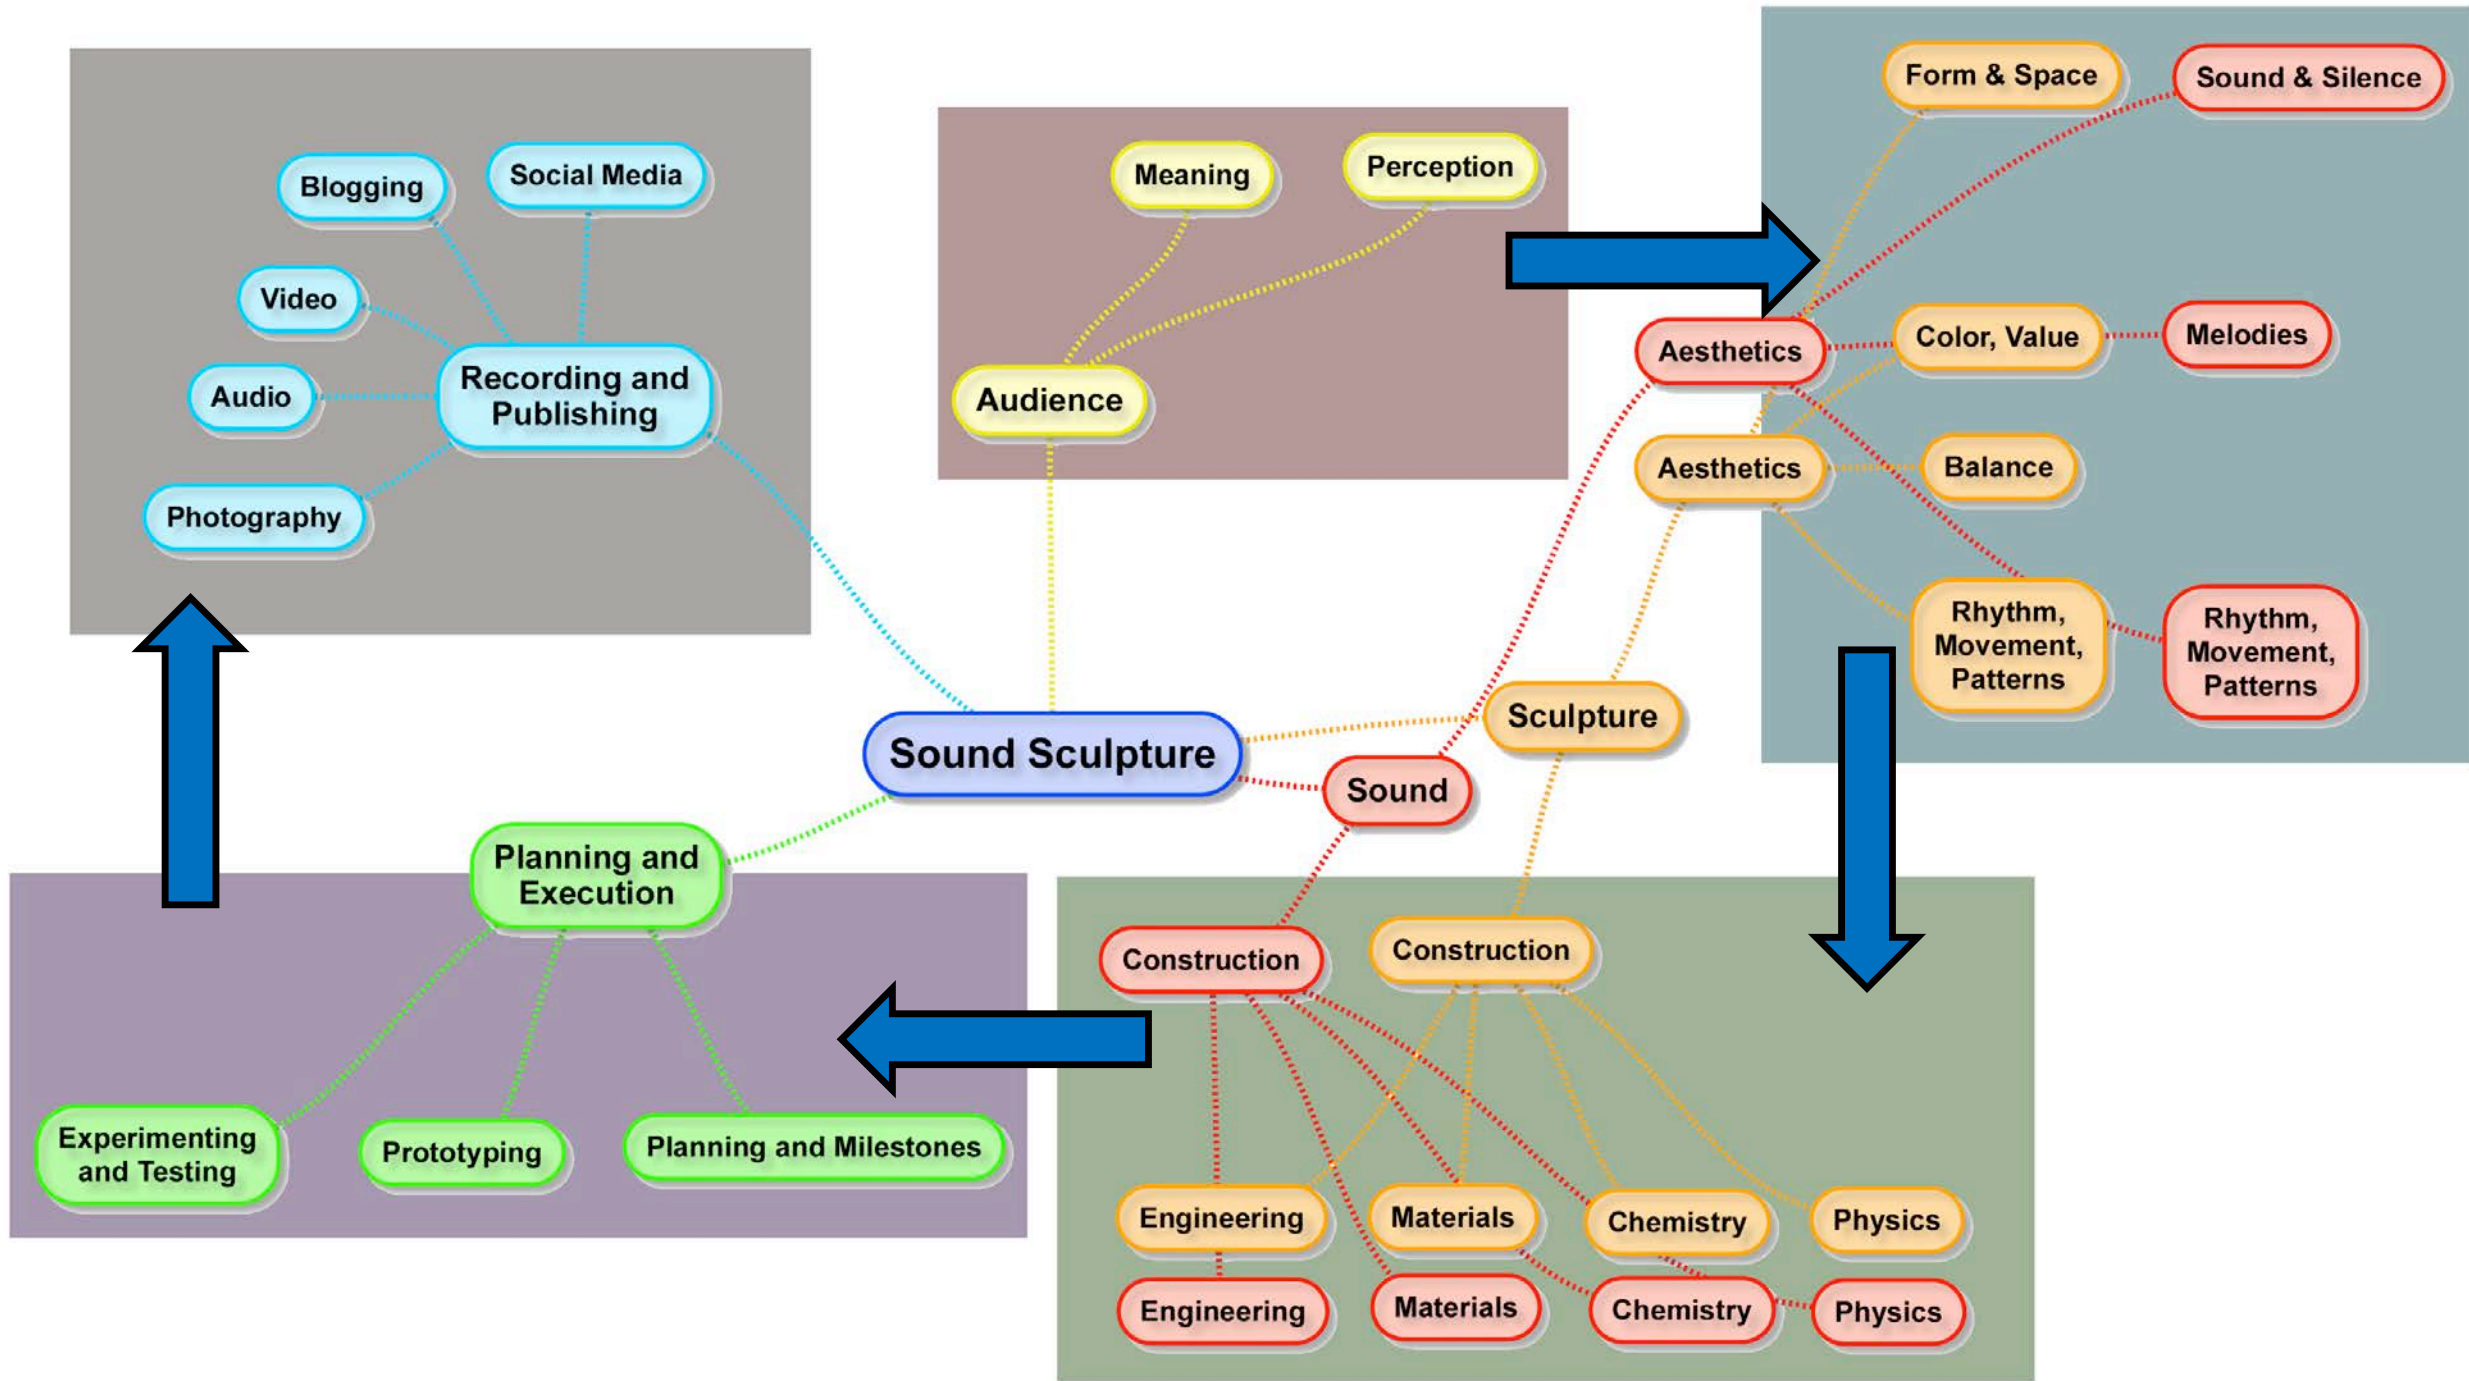 Blogging
Social Media
Video
Audio
Photography
Recording and
Publishing
Meaning
Perception
Audience
Form & Space
Sound & Silence
Aesthetics
Color, Value
Melodies
Aesthetics
Balance
Rhythm,
Movement,
Patterns
Rhythm,
Movement,
Patterns
Sculpture
Sound Sculpture
Sound
Planning and
Execution
Experimenting
and Testing
Prototyping
Planning and Milestones
Construction
Construction
Engineering
Materials
Chemistry
Physics
Engineering
Materials
Chemistry
Physics